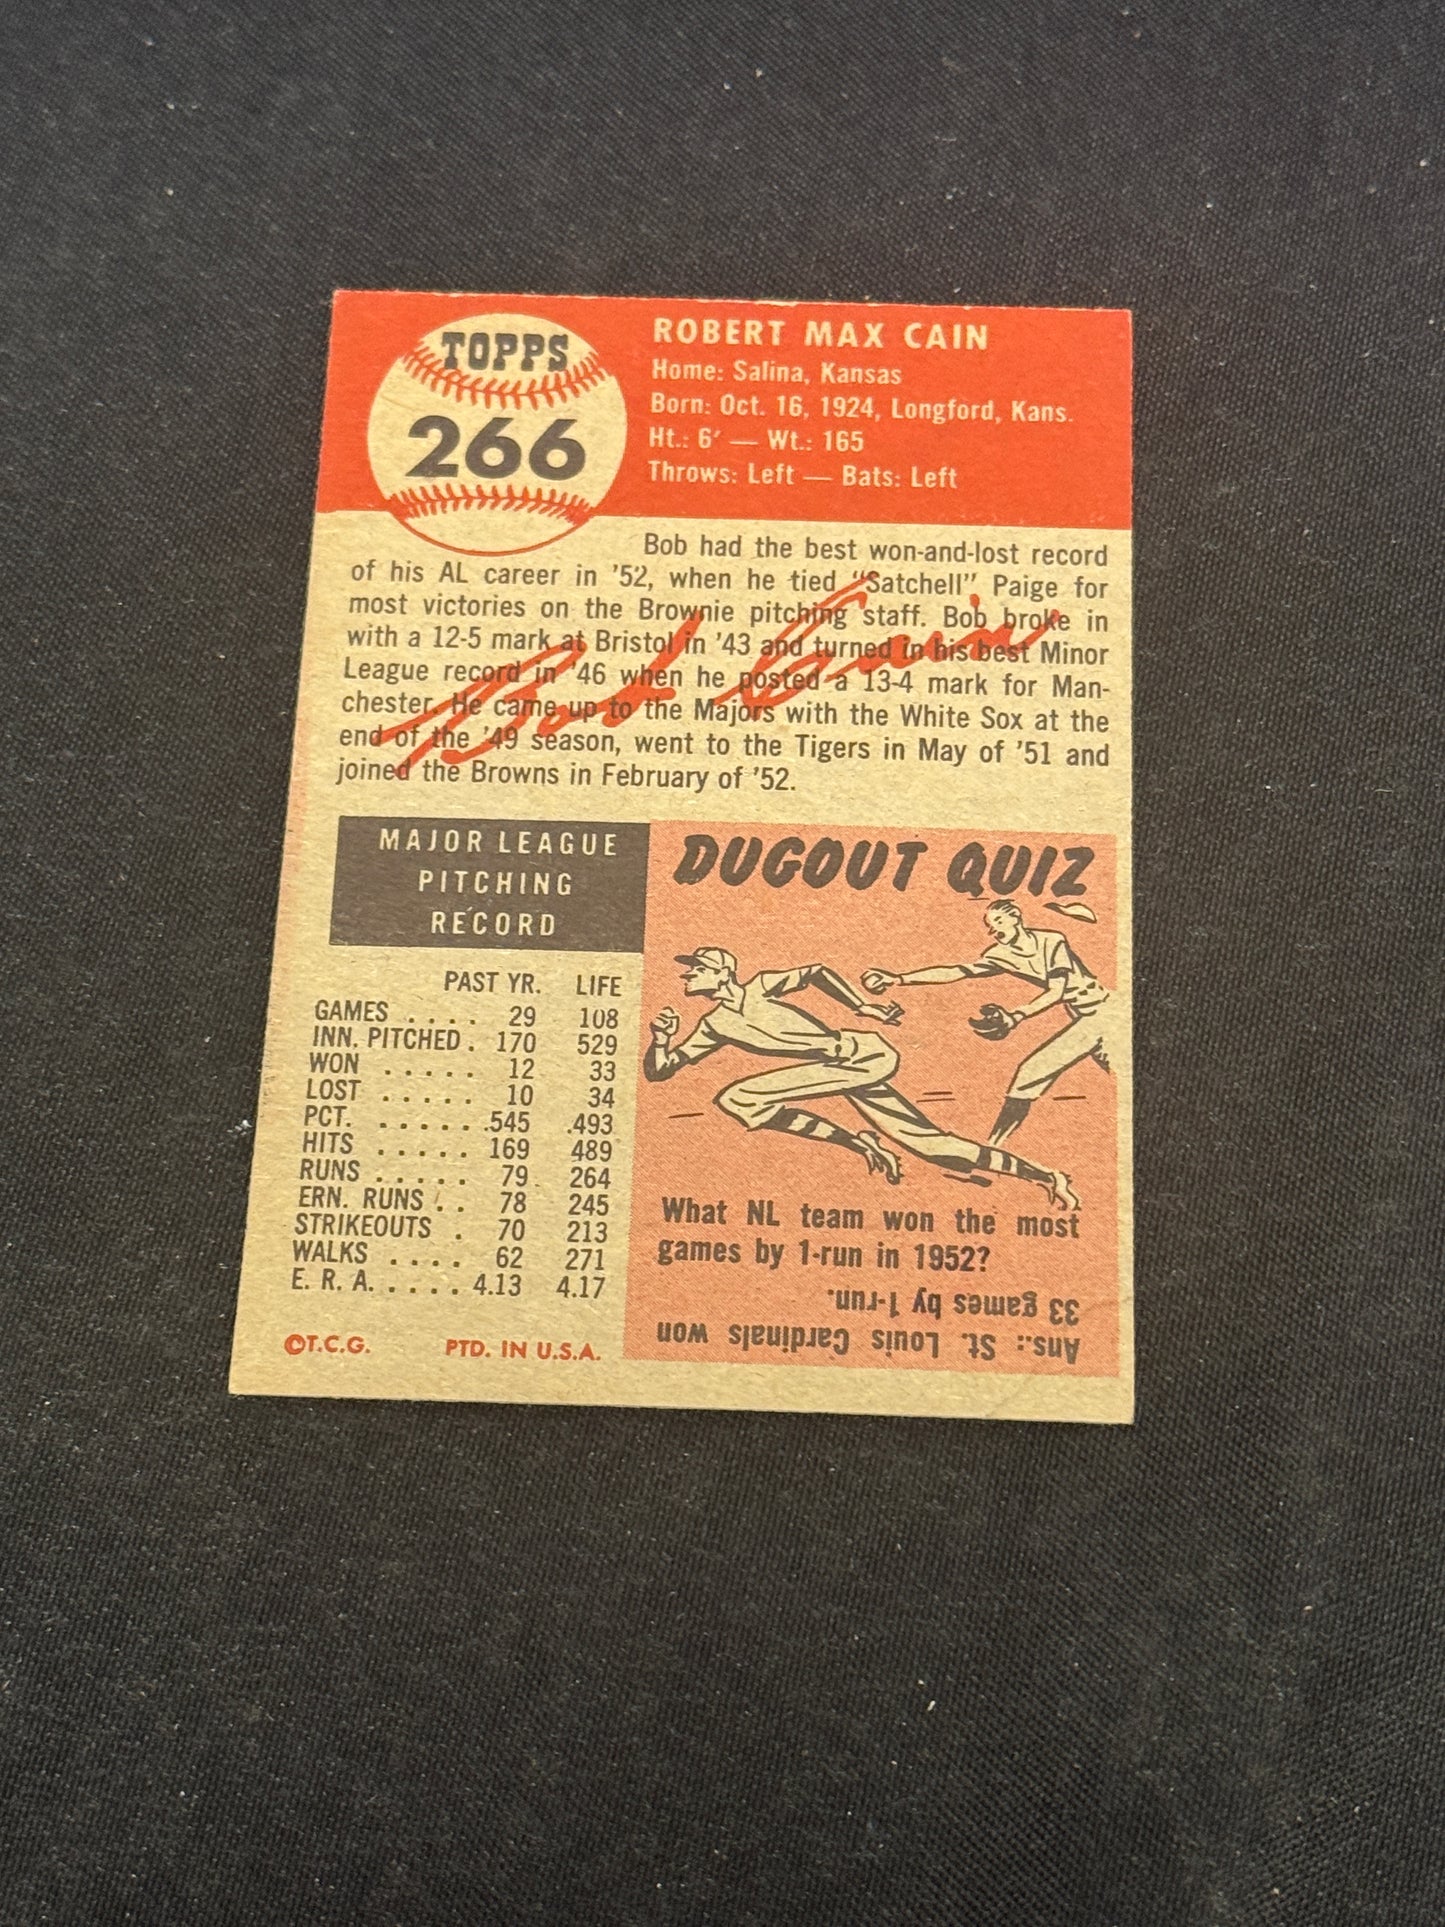 TOPPS
266
ROBERT MAX CAIN
Home: Salina, Kansas
Born: Oct. 16, 1924, Longford, Kans.
Ht.: 6' — Wt.: 165
Throws: Left — Bats: Left
Bob had the best won-and-lost record
of his AL career in '52, when he tied "Satchell" Paige for
most victories on the Brownie pitching staff. Bob broke in
with a 12-5 mark at Bristol in '43 and turned in his best Minor
League record in '46 when he posted a 13-4 mark for Man-
chester. He came up to the Majors with the White Sox at the
end of the '49 season, went to the Tigers in May of '51 and
joined the Browns in February of '52.
Bob Cain
MAJOR LEAGUE
PITCHING
RECORD
PAST YR. LIFE
GAMES . . . . 29 108
INN. PITCHED . 170 529
WON . . . . . 12 33
LOST . . . . . 10 34
PCT. . . . . . . .545 .493
HITS . . . . . 169 489
RUNS . . . . . 79 264
ERN. RUNS . . 78 245
STRIKEOUTS . 70 213
WALKS . . . . 62 271
E. R. A. . . . . 4.13 4.17
©T.C.G. PTD. IN U.S.A.
DUGOUT QUIZ
What NL team won the most
games by 1-run in 1952?
Ans.: St. Louis Cardinals won
33 games by 1-run.